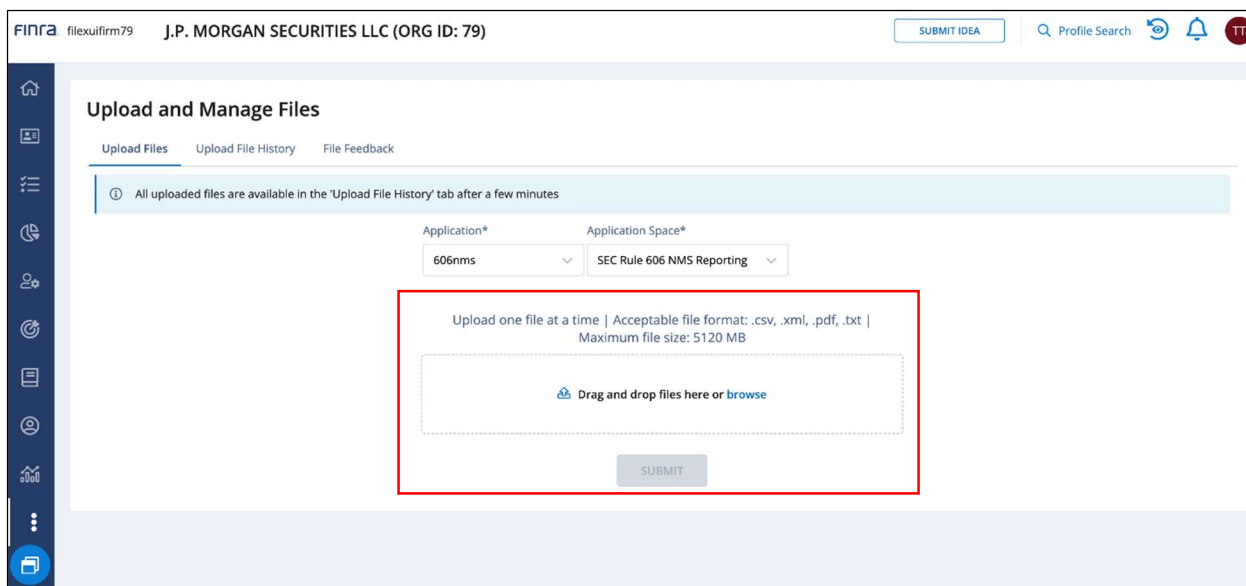 FINRA filexuifirm79 J.P. MORGAN SECURITIES LLC (ORG ID: 79) SUBMIT IDEA Profile Search TT
Upload and Manage Files
Upload Files Upload File History File Feedback
All uploaded files are available in the 'Upload File History' tab after a few minutes
Application* Application Space*
606nms SEC Rule 606 NMS Reporting
Upload one file at a time | Acceptable file format: .csv, .xml, .pdf, .txt |
Maximum file size: 5120 MB
Drag and drop files here or browse
SUBMIT